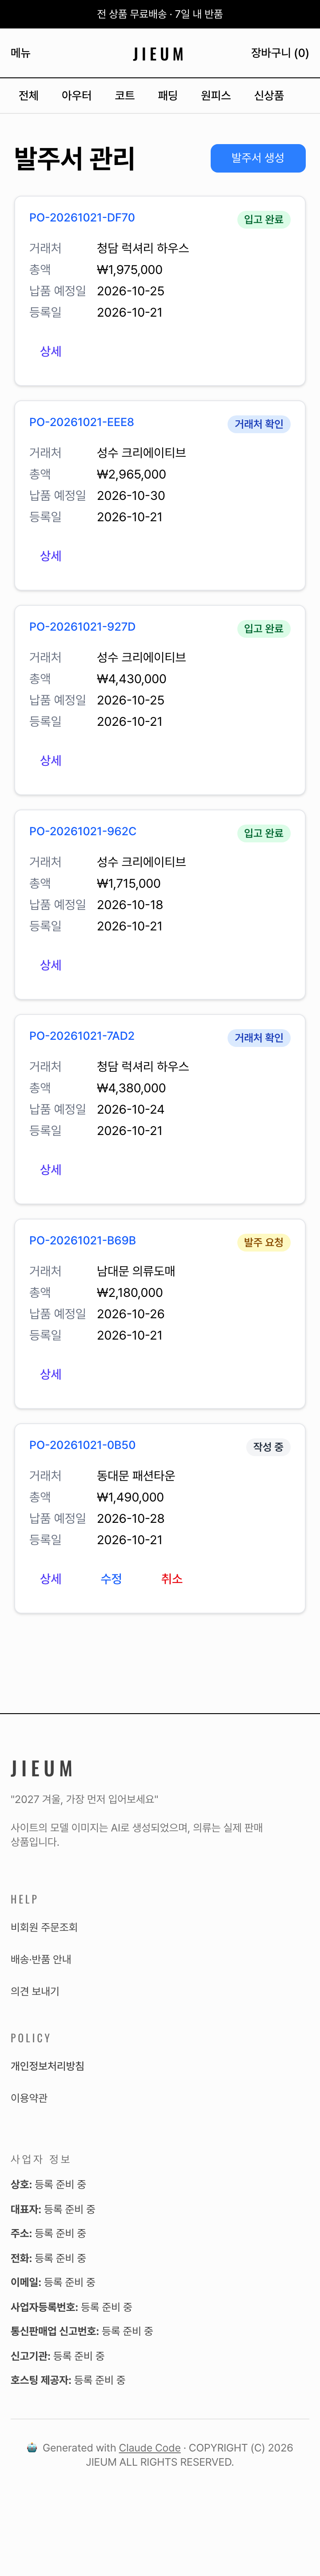 전 상품 무료배송 · 7일 내 반품
메뉴
JIEUM
장바구니 (0)
전체 아우터 코트 패딩 원피스 신상품
발주서 관리
발주서 생성
PO-20261021-DF70
입고 완료
거래처 청담 럭셔리 하우스
총액 ₩1,975,000
납품 예정일 2026-10-25
등록일 2026-10-21
상세
PO-20261021-EEE8
거래처 확인
거래처 성수 크리에이티브
총액 ₩2,965,000
납품 예정일 2026-10-30
등록일 2026-10-21
상세
PO-20261021-927D
입고 완료
거래처 성수 크리에이티브
총액 ₩4,430,000
납품 예정일 2026-10-25
등록일 2026-10-21
상세
PO-20261021-962C
입고 완료
거래처 성수 크리에이티브
총액 ₩1,715,000
납품 예정일 2026-10-18
등록일 2026-10-21
상세
PO-20261021-7AD2
거래처 확인
거래처 청담 럭셔리 하우스
총액 ₩4,380,000
납품 예정일 2026-10-24
등록일 2026-10-21
상세
PO-20261021-B69B
발주 요청
거래처 남대문 의류도매
총액 ₩2,180,000
납품 예정일 2026-10-26
등록일 2026-10-21
상세
PO-20261021-0B50
작성 중
거래처 동대문 패션타운
총액 ₩1,490,000
납품 예정일 2026-10-28
등록일 2026-10-21
상세 수정 취소
JIEUM
"2027 겨울, 가장 먼저 입어보세요"
사이트의 모델 이미지는 AI로 생성되었으며, 의류는 실제 판매
상품입니다.
HELP
비회원 주문조회
배송·반품 안내
의견 보내기
POLICY
개인정보처리방침
이용약관
사업자 정보
상호: 등록 준비 중
대표자: 등록 준비 중
주소: 등록 준비 중
전화: 등록 준비 중
이메일: 등록 준비 중
사업자등록번호: 등록 준비 중
통신판매업 신고번호: 등록 준비 중
신고기관: 등록 준비 중
호스팅 제공자: 등록 준비 중
🤖 Generated with Claude Code · COPYRIGHT (C) 2026
JIEUM ALL RIGHTS RESERVED.